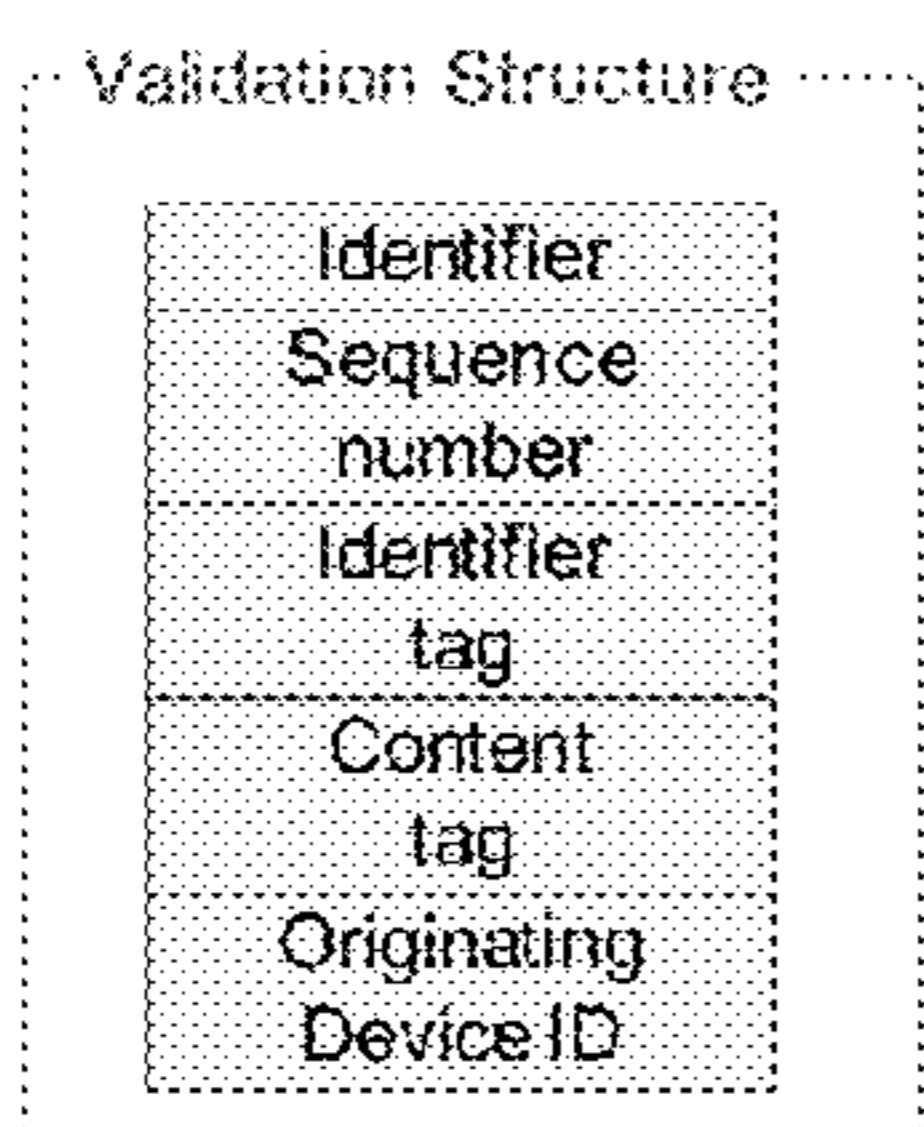 Validation Structure
Identifier
Sequence
number
Identifier
tag
Content
tag
Originating
Device ID